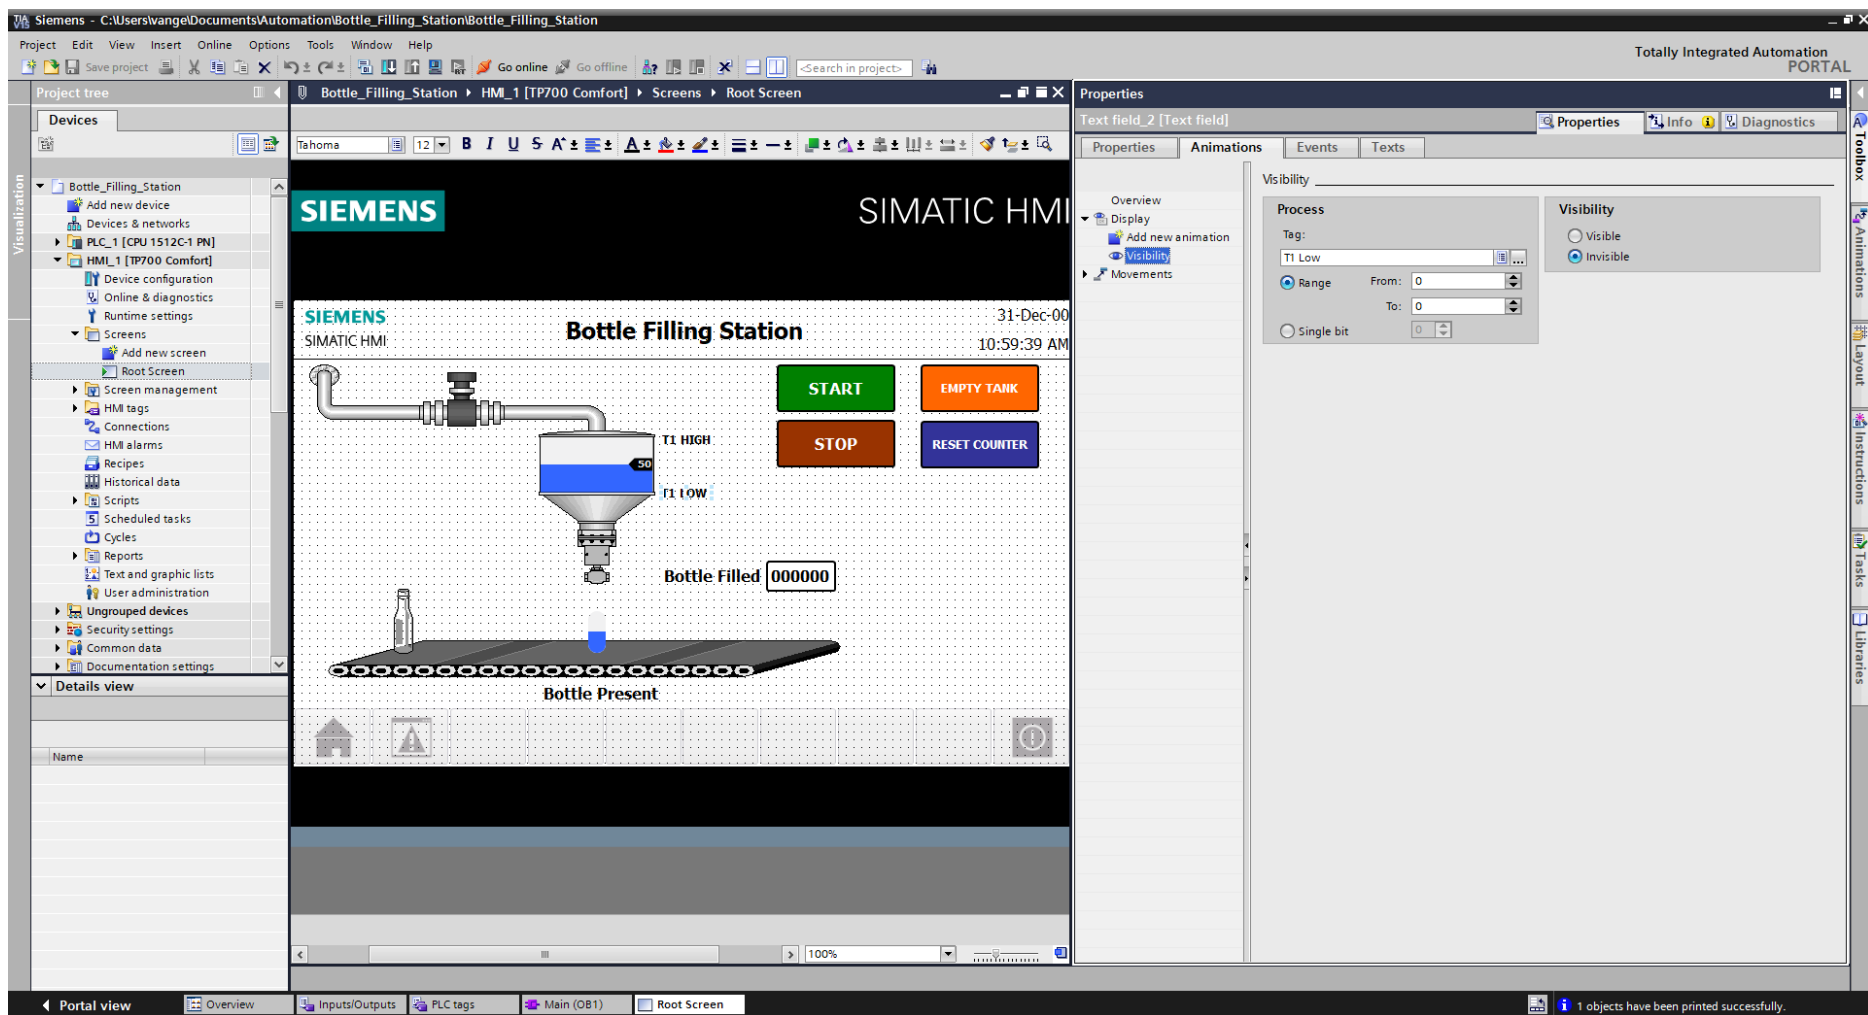 Siemens - C:\Users\vange\Documents\Automation\Bottle_Filling_Station\Bottle_Filling_Station
Project Edit View Insert Online Options Tools Window Help
Totally Integrated Automation
PORTAL
Save project
Go online
Go offline
<Search in project>
Project tree
Devices
Visualization
Bottle_Filling_Station
Add new device
Devices & networks
PLC_1 [CPU 1512C-1 PN]
HMI_1 [TP700 Comfort]
Device configuration
Online & diagnostics
Runtime settings
Screens
Add new screen
Root Screen
Screen management
HMI tags
Connections
HMI alarms
Recipes
Historical data
Scripts
Scheduled tasks
Cycles
Reports
Text and graphic lists
User administration
Ungrouped devices
Security settings
Common data
Documentation settings
Details view
Name
Bottle_Filling_Station HMI_1 [TP700 Comfort] Screens Root Screen
Tahoma 12 B I U S
SIEMENS
SIMATIC HMI
SIEMENS
SIMATIC HMI
Bottle Filling Station
31-Dec-00
10:59:39 AM
START
EMPTY TANK
STOP
RESET COUNTER
T1 HIGH
50
T1 LOW
Bottle Filled 000000
Bottle Present
100%
Properties
Text field_2 [Text field]
Properties Info Diagnostics
Properties Animations Events Texts
Overview
Display
Add new animation
Visibility
Movements
Visibility
Process
Tag:
T1 Low
Range From: 0
To: 0
Single bit 0
Visibility
Visible
Invisible
Toolbox
Animations
Layout
Instructions
Tasks
Libraries
Portal view Overview Inputs/Outputs PLC tags Main (OB1) Root Screen
1 objects have been printed successfully.